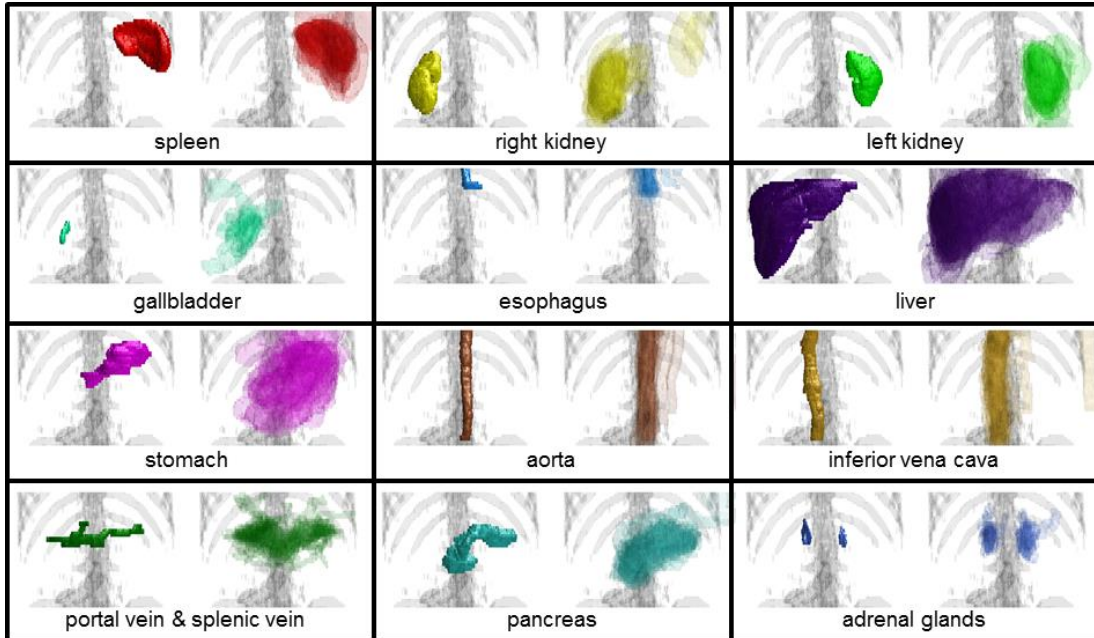 spleen
right kidney
left kidney
gallbladder
esophagus
liver
stomach
aorta
inferior vena cava
portal vein & splenic vein
pancreas
adrenal glands